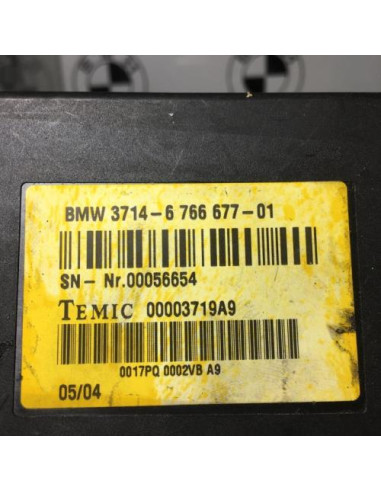 BMW 3714-6 766 677-01
SN- Nr.00056654
TEMIC 00003719A9
0017PQ 0002VB A9
05/04